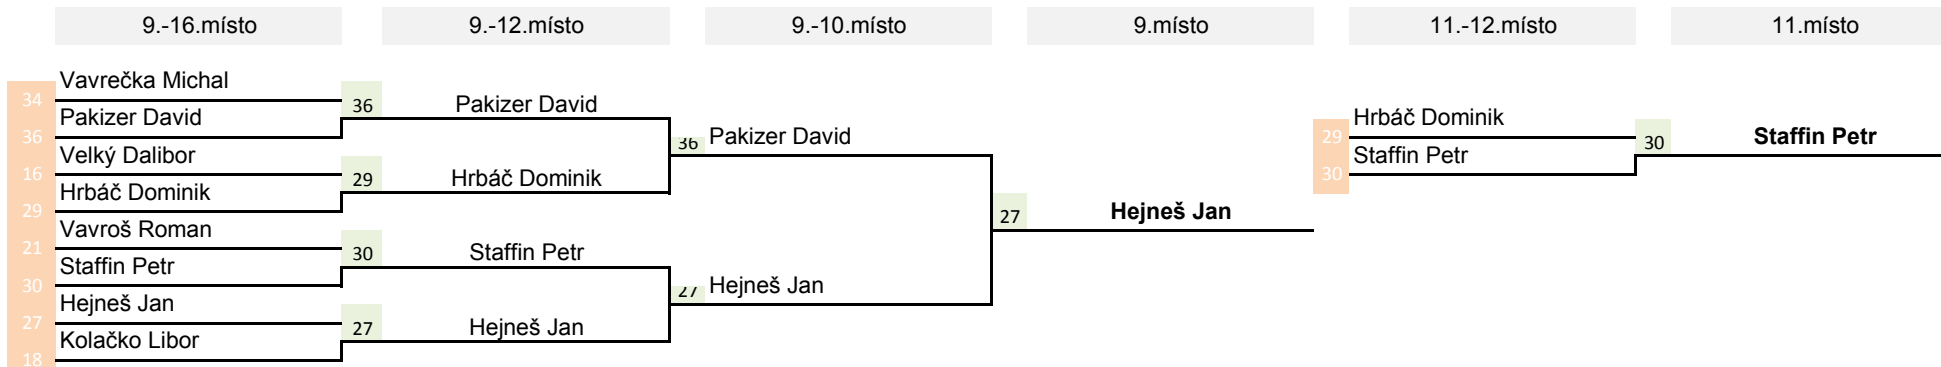 9.-16.místo 9.-12.místo 9.-10.místo 9.místo 11.-12.místo 11.místo
Vavrečka Michal
34 36 Pakizer David
Pakizer David Hrbáč Dominik
36 36 Pakizer David 29 30 Staffin Petr
Velký Dalibor Staffin Petr
16 29 Hrbáč Dominik 30
Hrbáč Dominik
29 27 Hejneš Jan
Vavroš Roman
21 30 Staffin Petr
Staffin Petr
30 27 Hejneš Jan
Hejneš Jan
27 27 Hejneš Jan
Kolačko Libor
18